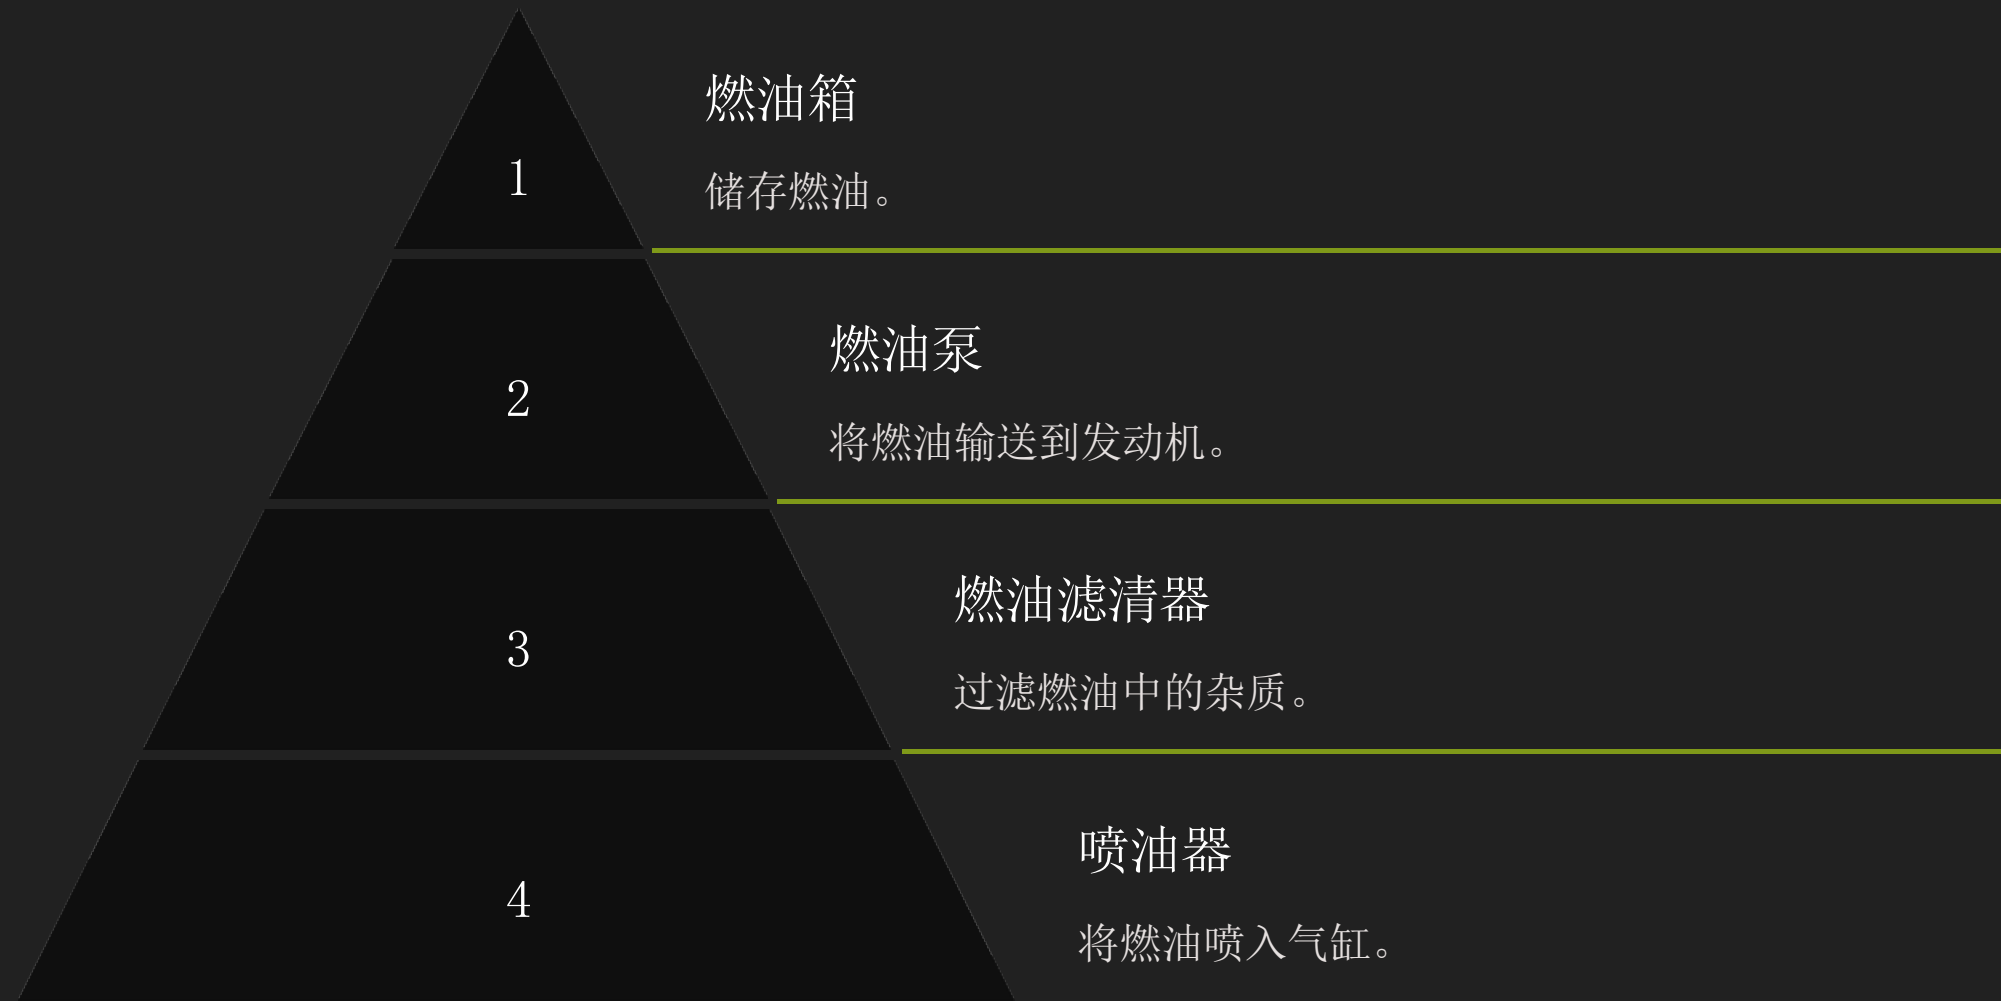 燃油箱
1
储存燃油。
燃油泵
2
将燃油输送到发动机。
燃油滤清器
3
过滤燃油中的杂质。
喷油器
4
将燃油喷入气缸。